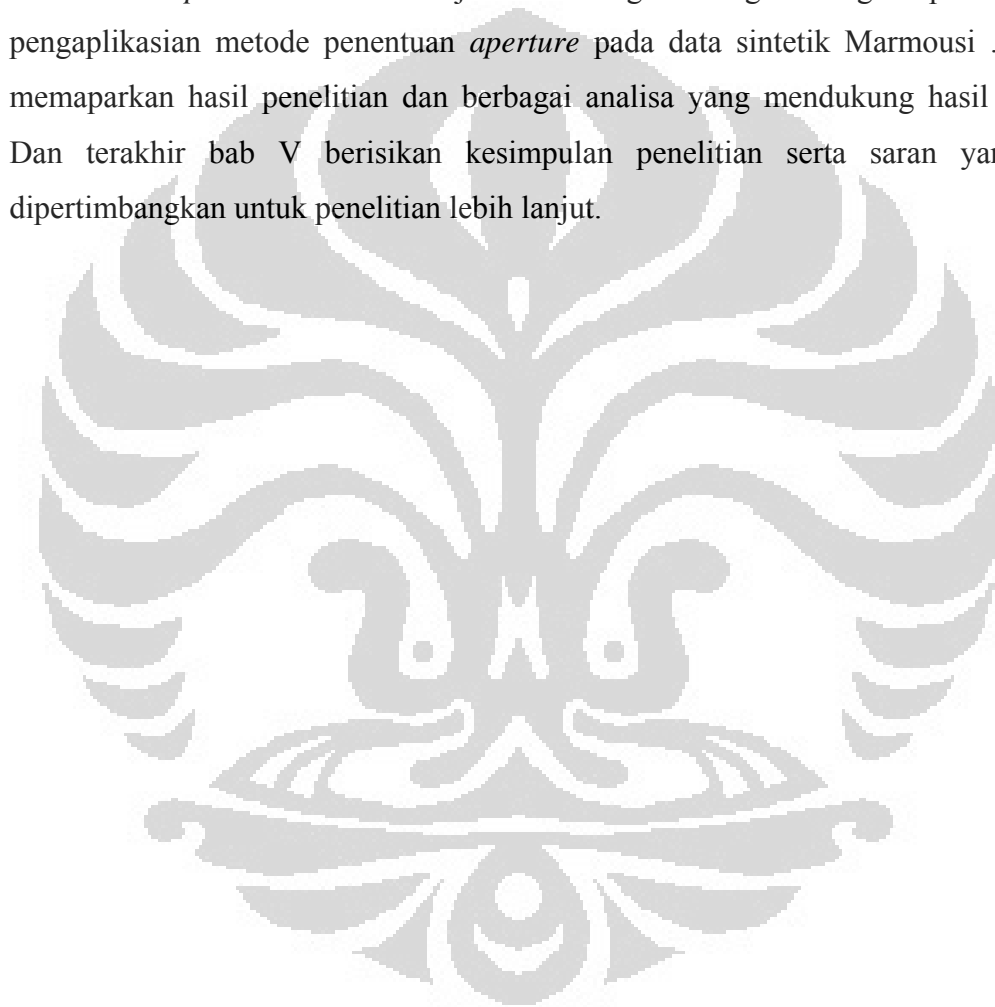 pengaplikasian metode penentuan aperture pada data sintetik Marmousi .
memaparkan hasil penelitian dan berbagai analisa yang mendukung hasil
Dan terakhir bab V berisikan kesimpulan penelitian serta saran
dipertimbangkan untuk penelitian lebih lanjut.